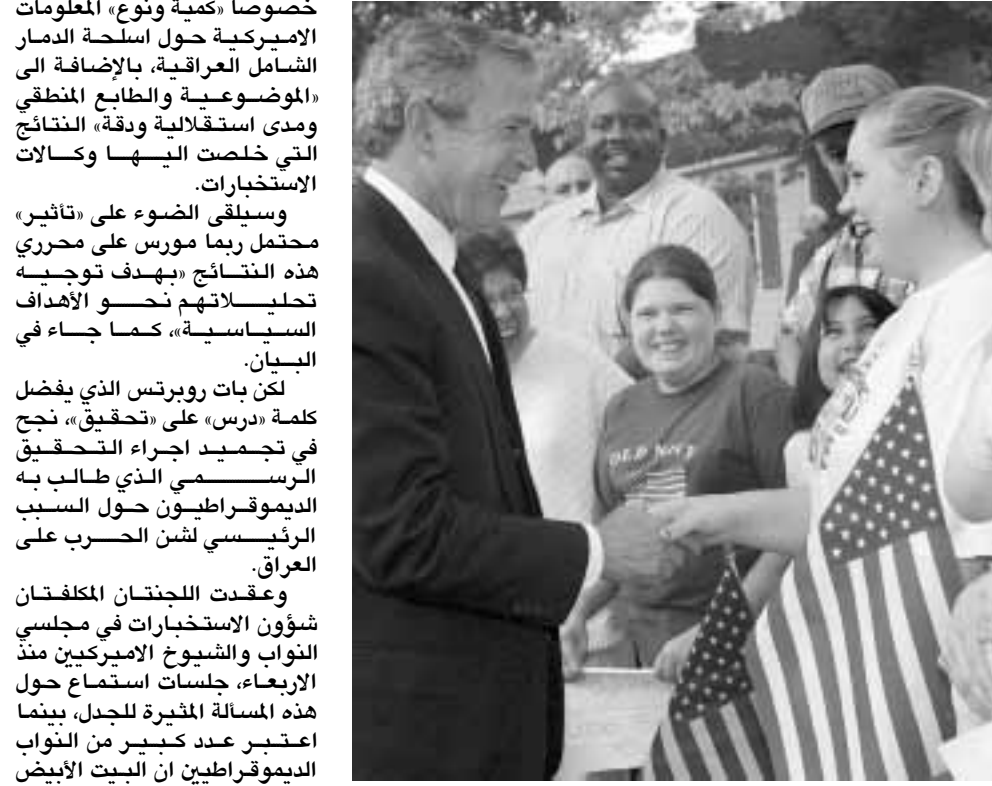 خصوصا «كمية ونوع» المعلومات
الاميركية حول اسلحة الدمار
الشامل العراقية، بالإضافة الى
«الموضوعية والطابع المنطقي
ومدى استقلالية ودقة» النتائج
التي خلصت اليها وكالات
الاستخبارات.
وسيلقى الضوء على «تأثير»
محتمل ربما مورس على محرري
هذه النتائج «بهدف توجيه
تحليلاتهم نحو الأهداف
السياسية»، كما جاء في
البيان.
لكن بات روبرتس الذي يفضل
كلمة «درس» على «تحقيق»، نجح
في تجميد اجراء التحقيق
الرسمي الذي طالب به
الديموقراطيون حول السبب
الرئيسي لشن الحرب على
العراق.
وعقدت اللجنتان المكلفتان
شؤون الاستخبارات في مجلسي
النواب والشيوخ الاميركيين منذ
الاربعاء، جلسات استماع حول
هذه المسألة المثيرة للجدل، بينما
اعتبر عدد كبير من النواب
الديموقراطيين ان البيت الأبيض
OLD NAVY